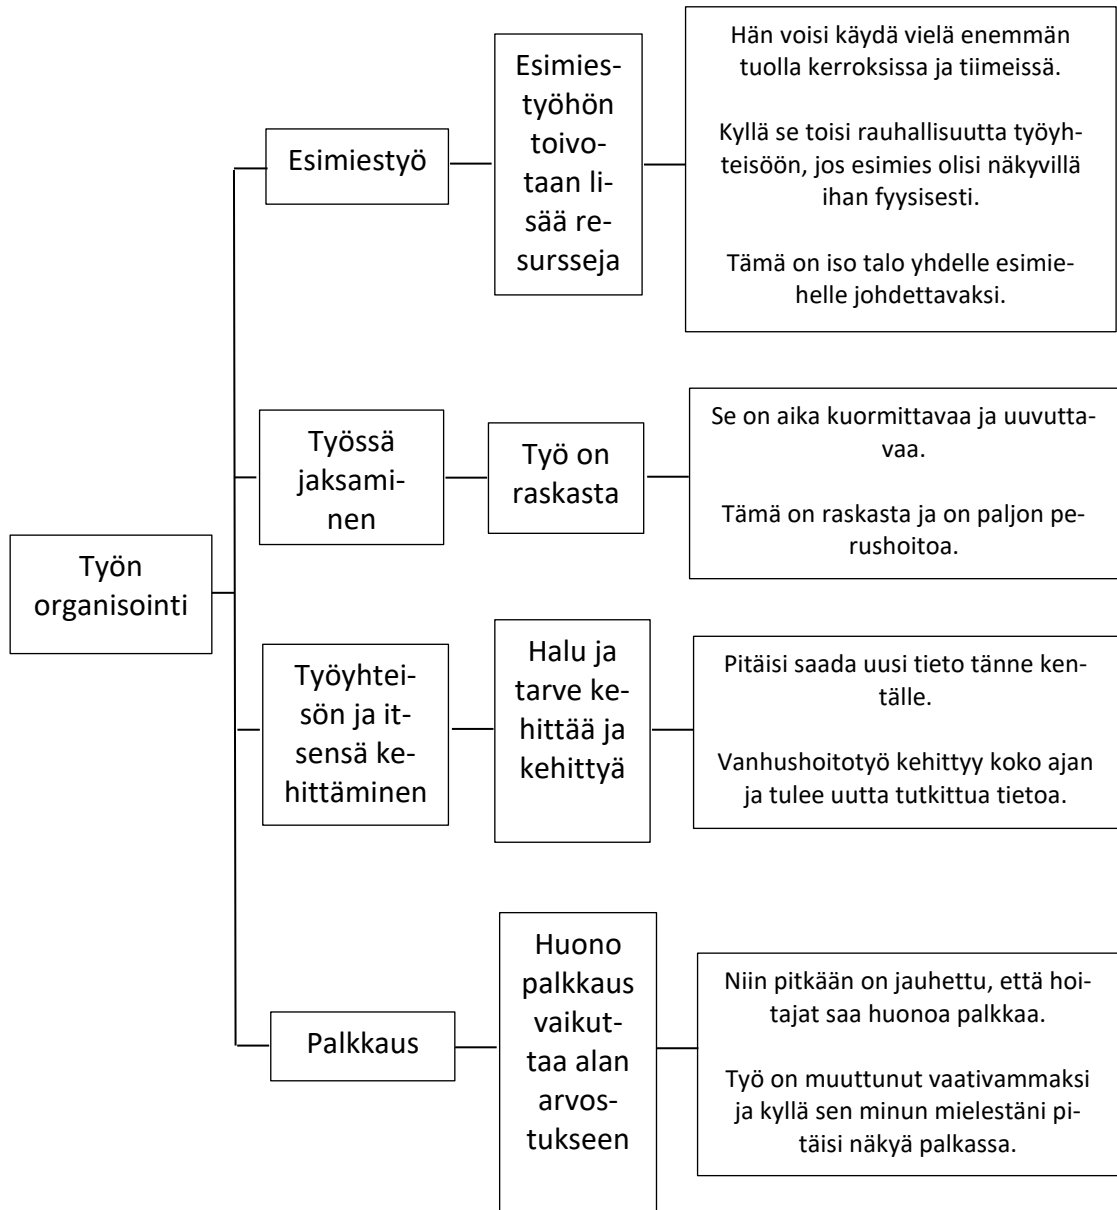 Työn
organisointi
Esimiestyö
Esimies-
työhön
toivo-
taan li-
sää re-
sursseja
Hän voisi käydä vielä enemmän
tuolla kerroksissa ja tiimeissä.
Kyllä se toisi rauhallisuutta työyh-
teisöön, jos esimies olisi näkyvillä
ihan fyysisesti.
Tämä on iso talo yhdelle esimie-
helle johdettavaksi.
Työssä
jaksami-
nen
Työ on
raskasta
Se on aika kuormittavaa ja uuvutta-
vaa.
Tämä on raskasta ja on paljon pe-
rushoitoa.
Työyhtei-
sön ja it-
sensä ke-
hittäminen
Halu ja
tarve ke-
hittää ja
kehittyä
Pitäisi saada uusi tieto tänne ken-
tälle.
Vanhushoitotyö kehittyy koko ajan
ja tulee uutta tutkittua tietoa.
Palkkaus
Huono
palkkaus
vaikut-
taa alan
arvos-
tukseen
Niin pitkään on jauhettu, että hoi-
tajat saa huonoa palkkaa.
Työ on muuttunut vaativammaksi
ja kyllä sen minun mielestäni pi-
täisi näkyä palkassa.